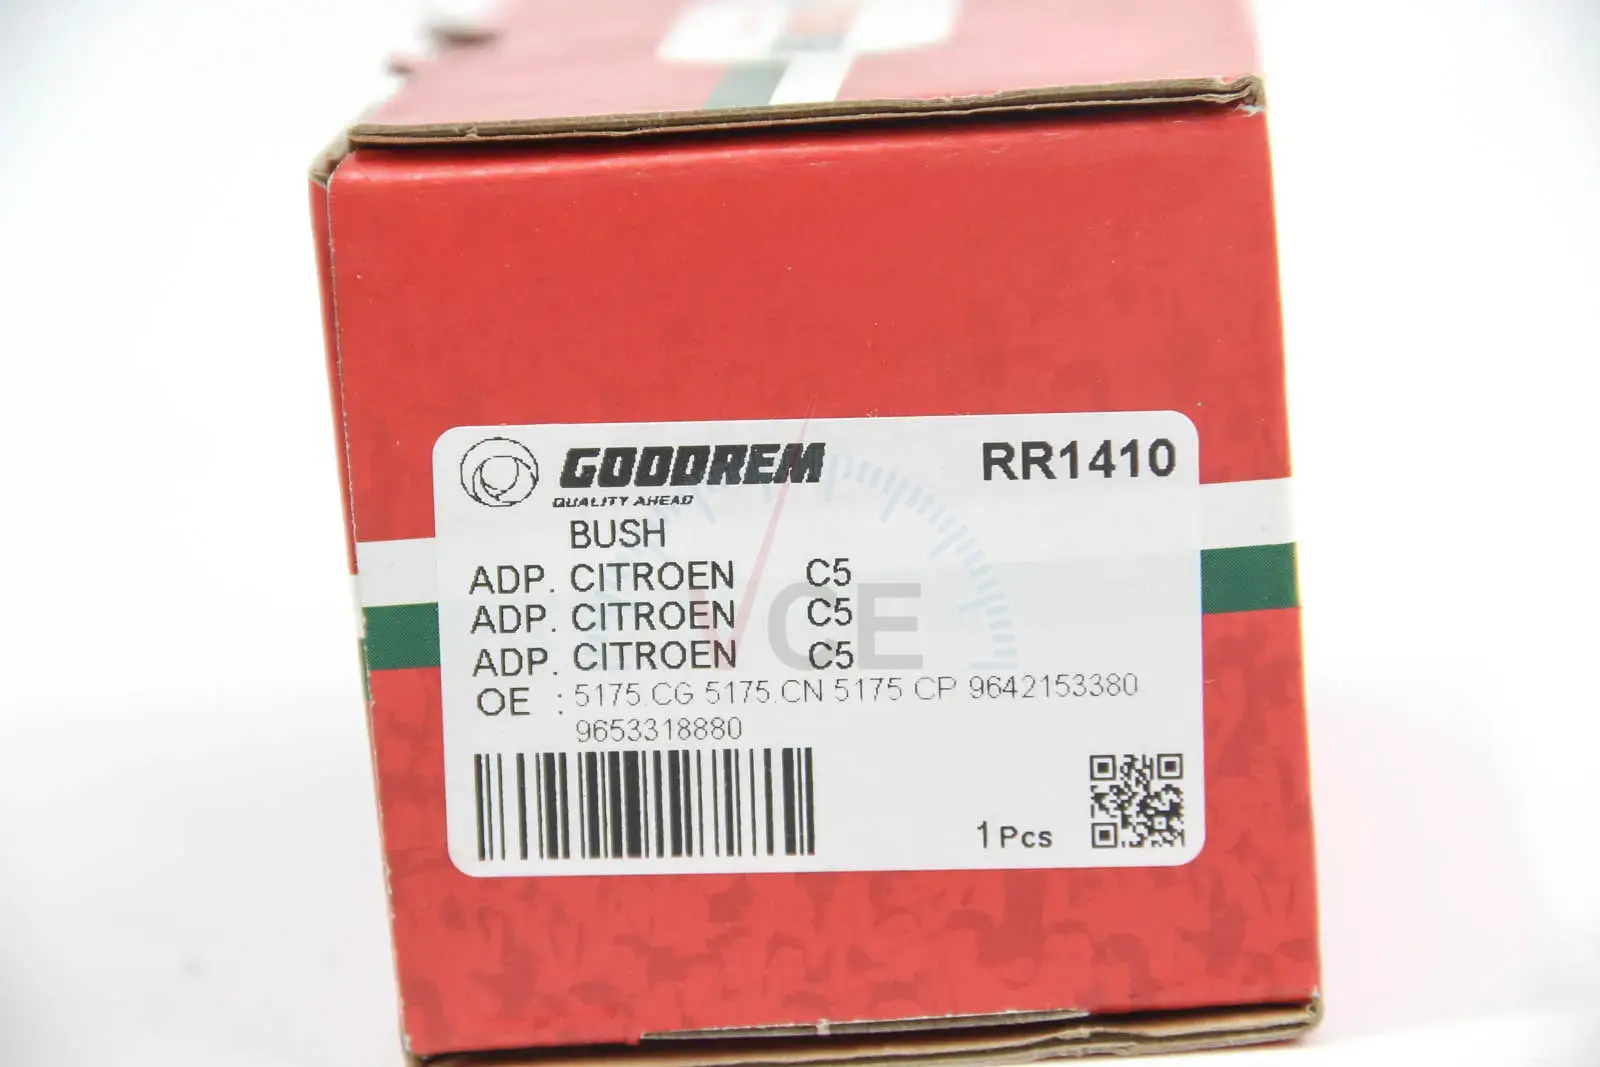 GOODREM
RR1410
QUALITY AHEAD
BUSH
ADP. CITROEN C5
ADP. CITROEN C5
ADP. CITROEN C5
OE : 5175.CG 5175.CN 5175 CP 9642153380
9653318880
1 Pcs
VCE